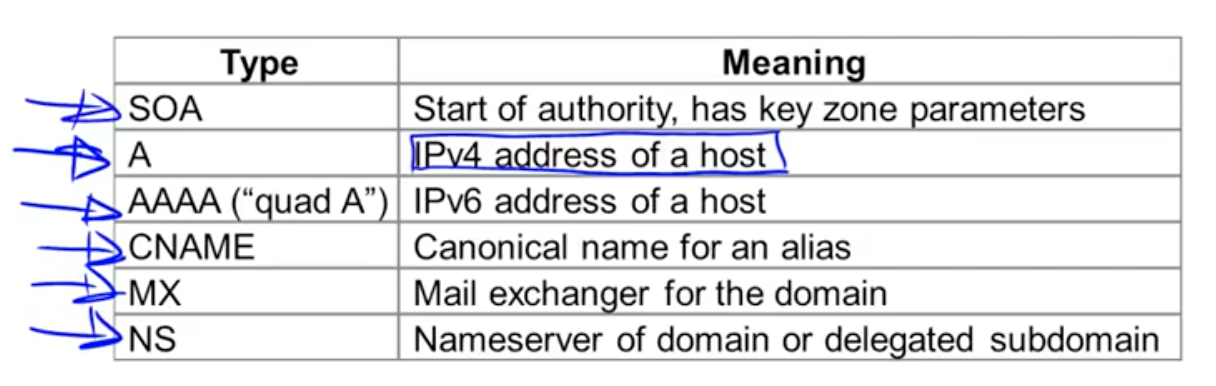 Type Meaning
SOA Start of authority, has key zone parameters
A IPv4 address of a host
AAAA (“quad A”) IPv6 address of a host
CNAME Canonical name for an alias
MX Mail exchanger for the domain
NS Nameserver of domain or delegated subdomain